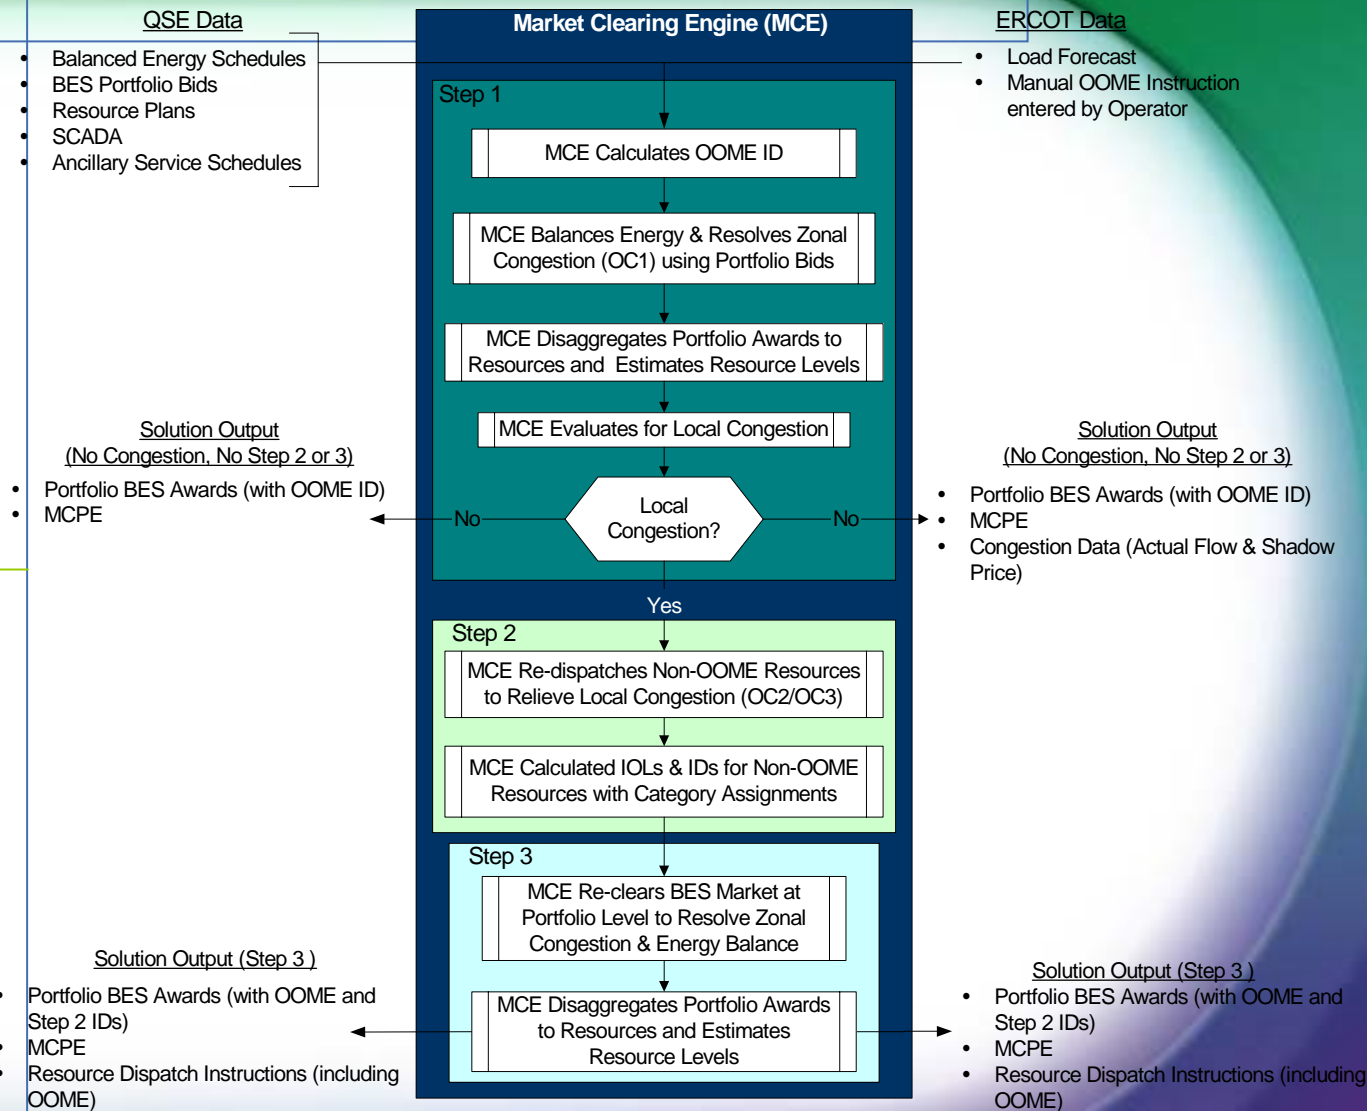 QSE Data
• Balanced Energy Schedules
• BES Portfolio Bids
• Resource Plans
• SCADA
• Ancillary Service Schedules
Market Clearing Engine (MCE)
ERCOT Data
• Load Forecast
• Manual OOME Instruction
entered by Operator
Step 1
MCE Calculates OOME ID
MCE Balances Energy & Resolves Zonal
Congestion (OC1) using Portfolio Bids
MCE Disaggregates Portfolio Awards to
Resources and Estimates Resource Levels
MCE Evaluates for Local Congestion
Local
Congestion?
No
No
Yes
Solution Output
(No Congestion, No Step 2 or 3)
• Portfolio BES Awards (with OOME ID)
• MCPE
Solution Output
(No Congestion, No Step 2 or 3)
• Portfolio BES Awards (with OOME ID)
• MCPE
• Congestion Data (Actual Flow & Shadow
Price)
Step 2
MCE Re-dispatches Non-OOME Resources
to Relieve Local Congestion (OC2/OC3)
MCE Calculated IOLs & IDs for Non-OOME
Resources with Category Assignments
Step 3
MCE Re-clears BES Market at
Portfolio Level to Resolve Zonal
Congestion & Energy Balance
MCE Disaggregates Portfolio Awards
to Resources and Estimates
Resource Levels
Solution Output (Step 3 )
• Portfolio BES Awards (with OOME and
Step 2 IDs)
• MCPE
• Resource Dispatch Instructions (including
OOME)
Solution Output (Step 3 )
• Portfolio BES Awards (with OOME and
Step 2 IDs)
• MCPE
• Resource Dispatch Instructions (including
OOME)